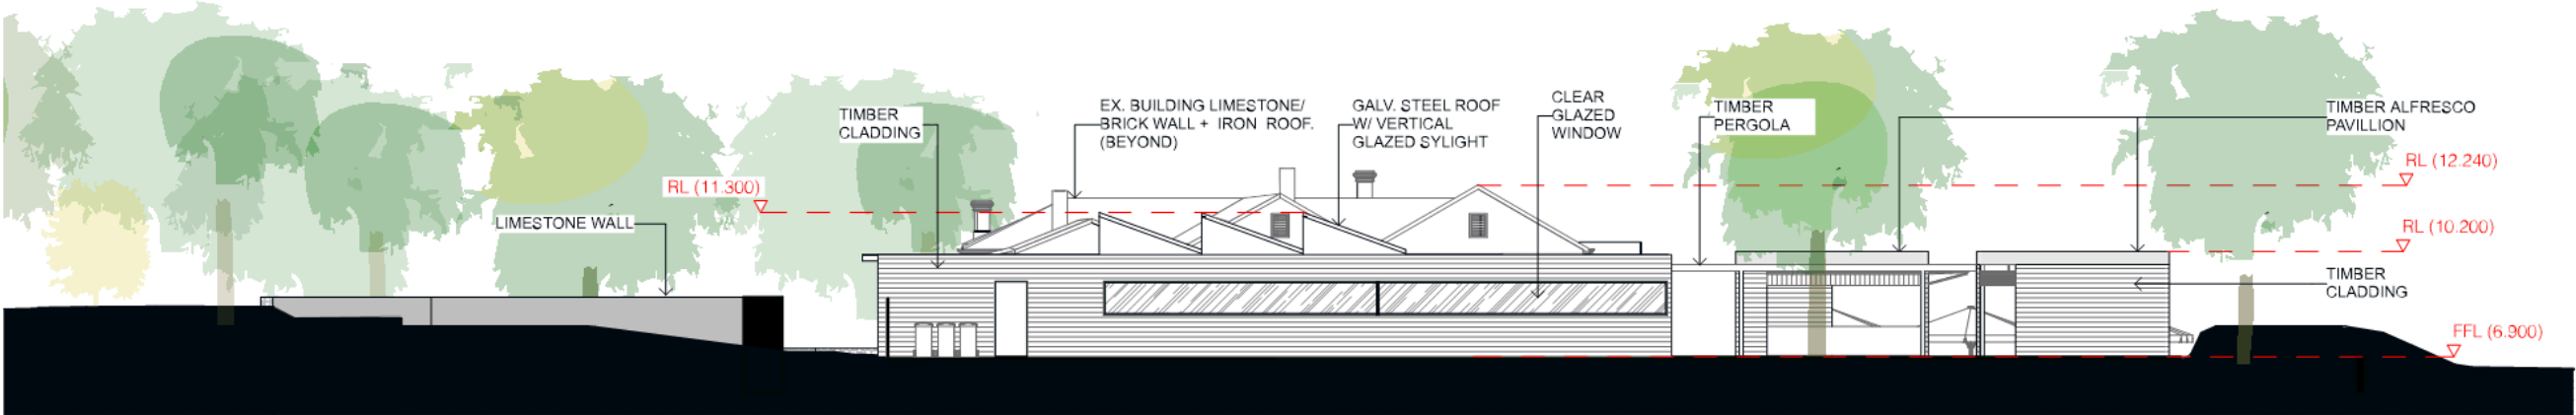 TIMBER
CLADDING
EX. BUILDING LIMESTONE/
BRICK WALL + IRON ROOF.
(BEYOND)
GALV. STEEL ROOF
W/ VERTICAL
GLAZED SYLIGHT
CLEAR
GLAZED
WINDOW
TIMBER
PERGOLA
TIMBER ALFRESCO
PAVILLION
RL (12.240)
RL (11.300)
LIMESTONE WALL
RL (10.200)
TIMBER
CLADDING
FFL (6.900)